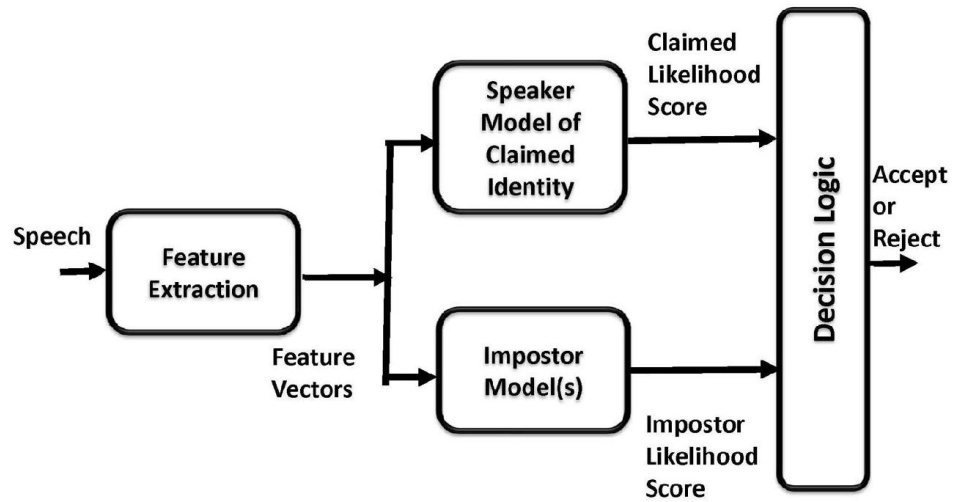 Speech
Feature
Extraction
Feature
Vectors
Speaker
Model of
Claimed
Identity
Impostor
Model(s)
Claimed
Likelihood
Score
Impostor
Likelihood
Score
Decision Logic
Accept
or
Reject